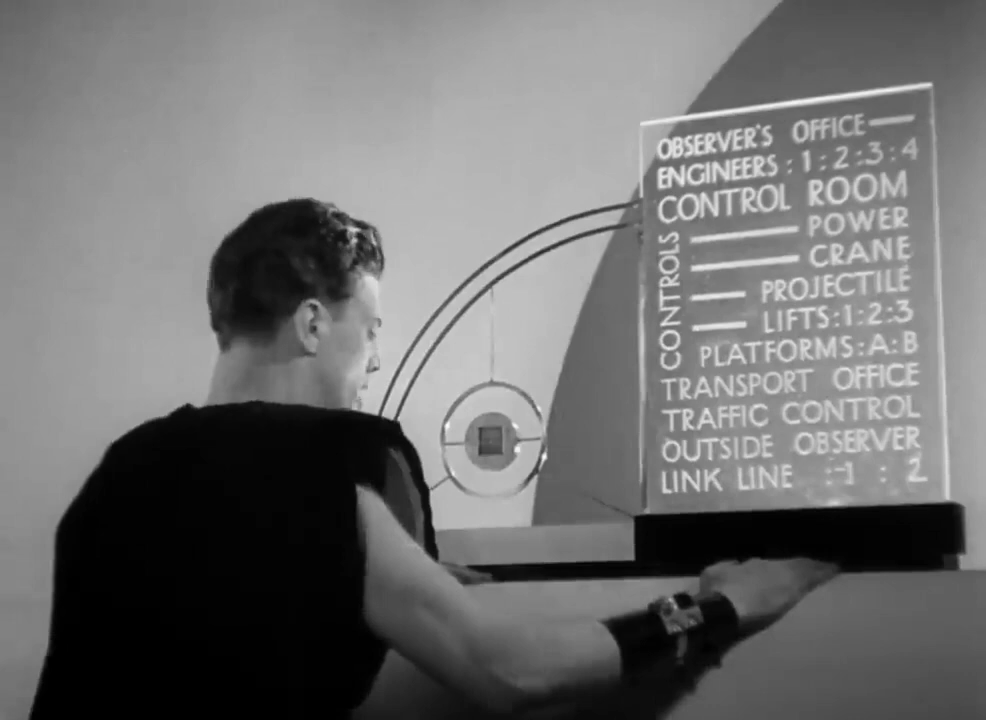 OBSERVER'S OFFICE
ENGINEERS : 1 : 2 : 3 : 4
CONTROL ROOM
CONTROLS
POWER
CRANE
PROJECTILE
LIFTS : 1 : 2 : 3
PLATFORMS : A : B
TRANSPORT OFFICE
TRAFFIC CONTROL
OUTSIDE OBSERVER
LINK LINE : 1 : 2